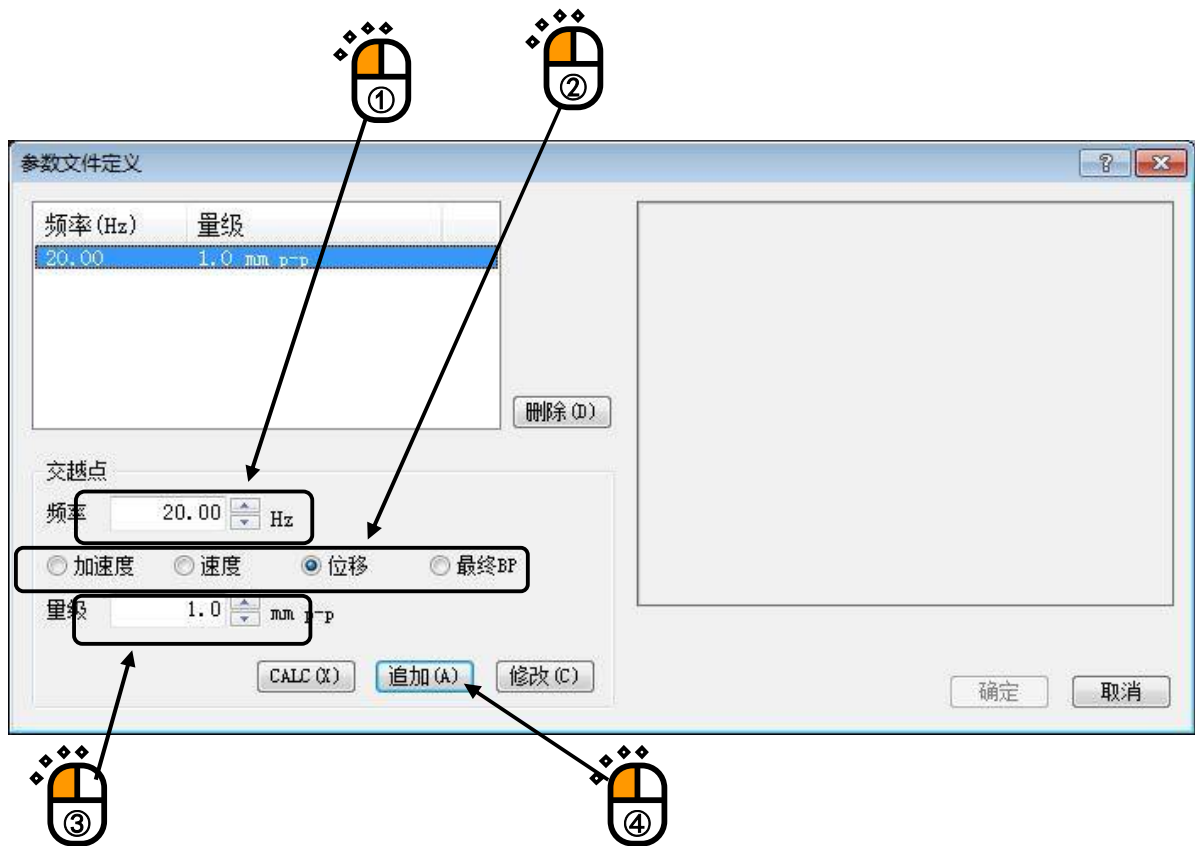 ①
②
参数文件定义
频率(Hz) 量级
20.00 1.0 mm p-p
删除(D)
交越点
频率 20.00 Hz
加速度 速度 位移 最终BP
量级 1.0 mm p-p
CALC(X) 追加(A) 修改(C)
确定 取消
③
④